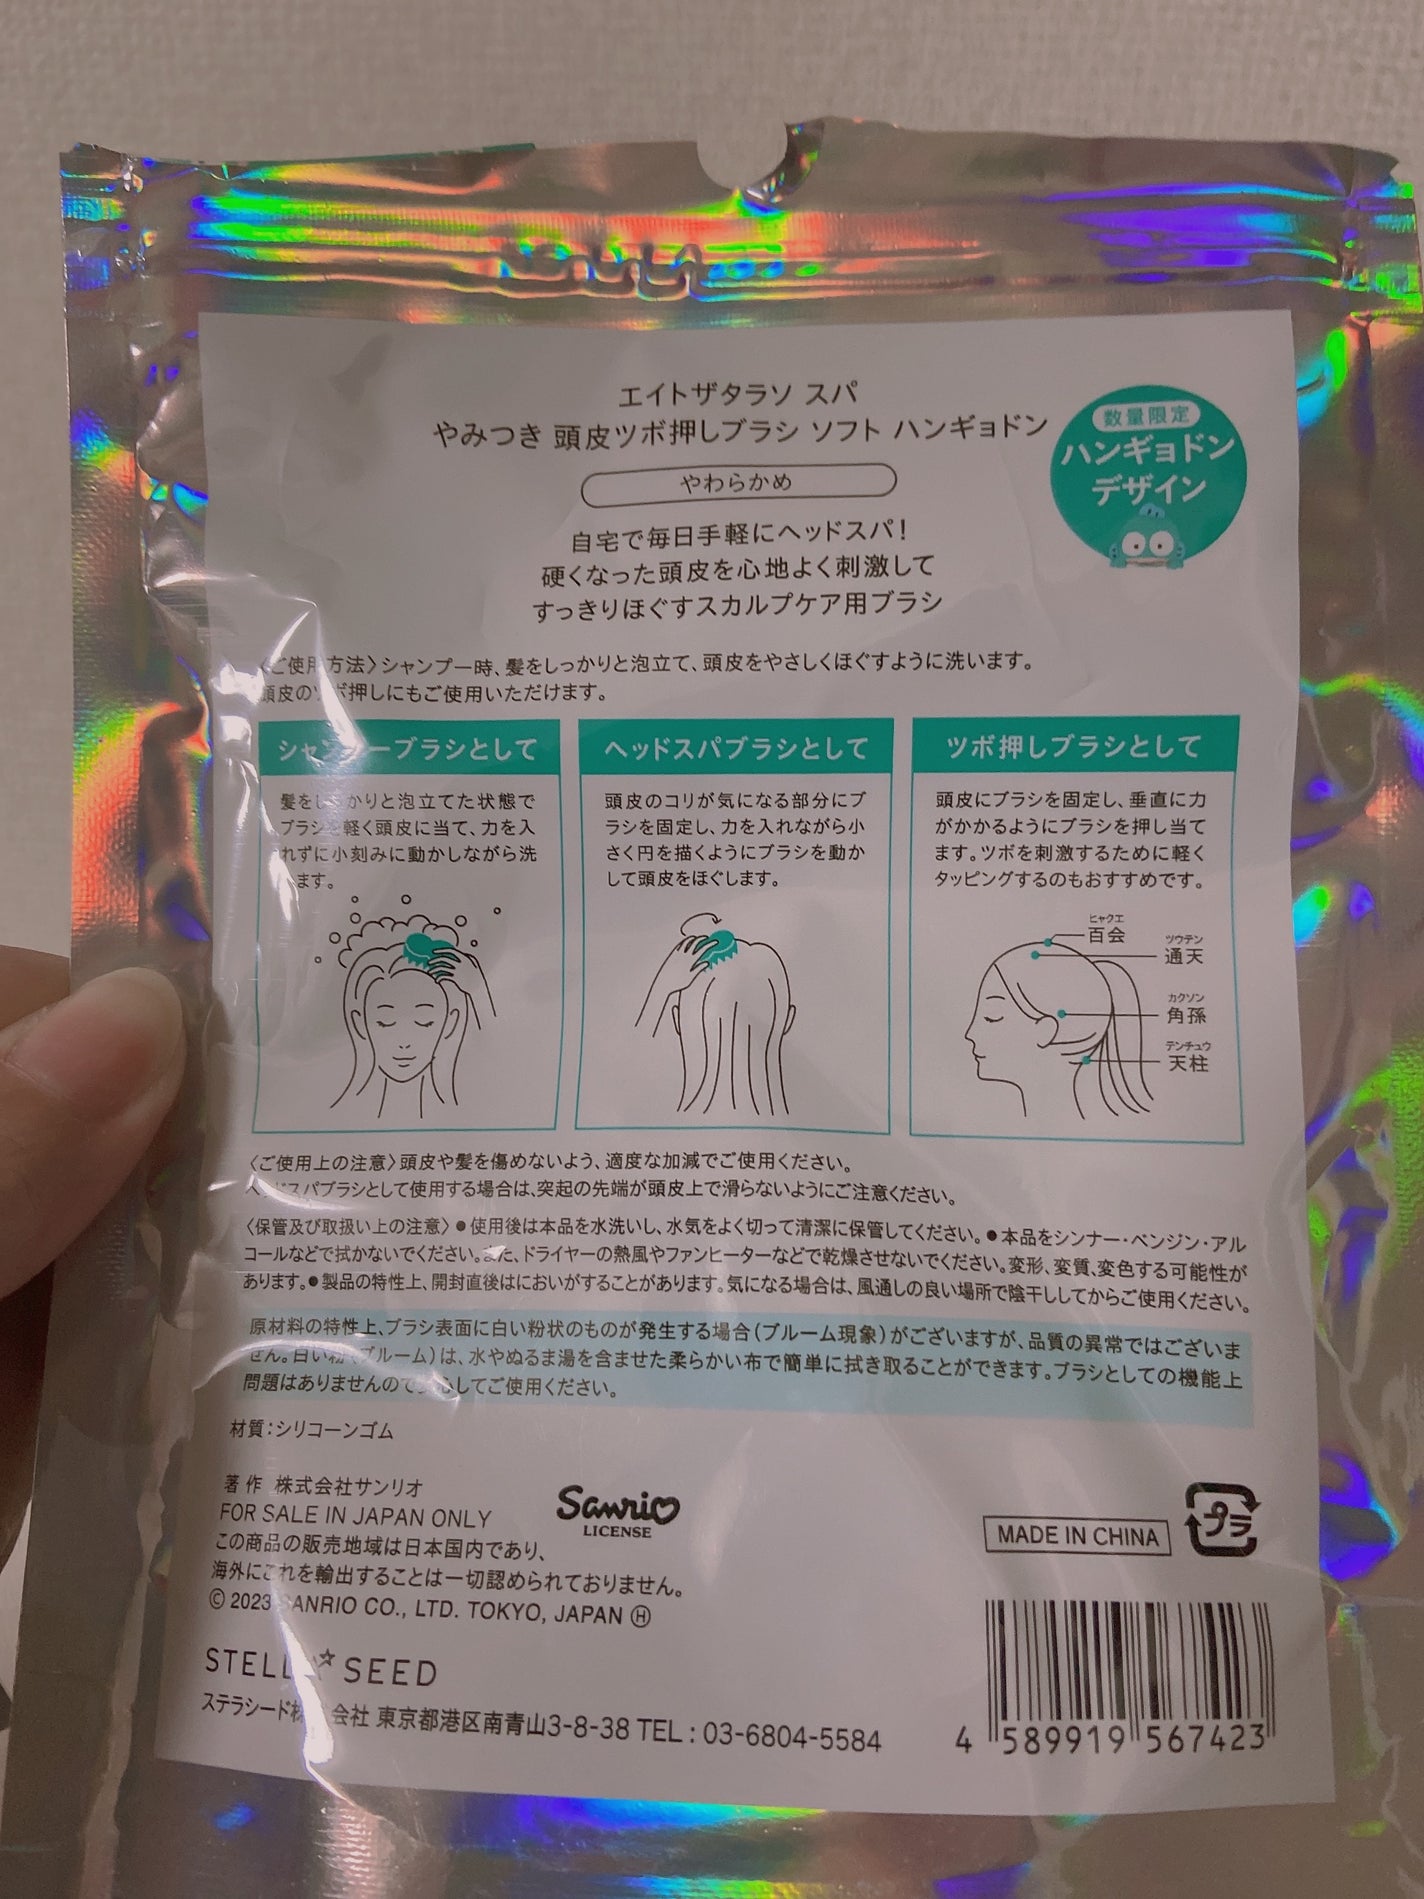 エイトザタラソ スパ
やみつき 頭皮ツボ押しブラシ ソフト ハンギョドン
数量限定
ハンギョドン
デザイン
やわらかめ
自宅で毎日手軽にヘッドスパ!
硬くなった頭皮を心地よく刺激して
すっきりほぐすスカルプケア用ブラシ
〈ご使用方法〉シャンプー時、髪をしっかりと泡立て、頭皮をやさしくほぐすように洗います。
頭皮のツボ押しにもご使用いただけます。
シャンプーブラシとして
髪をしっかりと泡立てた状態で
ブラシを軽く頭皮に当て、力を入
れずに小刻みに動かしながら洗
います。
ヘッドスパブラシとして
頭皮のコリが気になる部分にブ
ラシを固定し、力を入れながら小
さく円を描くようにブラシを動か
して頭皮をほぐします。
ツボ押しブラシとして
頭皮にブラシを固定し、垂直に力
がかかるようにブラシを押し当て
ます。ツボを刺激するために軽く
タッピングするのもおすすめです。
ヒャクエ
百会
ツウテン
通天
カクソン
角孫
テンチュウ
天柱
〈ご使用上の注意〉頭皮や髪を傷めないよう、適度な加減でご使用ください。
ヘッドスパブラシとして使用する場合は、突起の先端が頭皮上で滑らないようにご注意ください。
〈保管及び取扱い上の注意〉●使用後は本品を水洗いし、水気をよく切って清潔に保管してください。●本品をシンナー・ベンジン・アル
コールなどで拭かないでください。また、ドライヤーの熱風やファンヒーターなどで乾燥させないでください。変形、変質、変色する可能性が
あります。●製品の特性上、開封直後はにおいがすることがあります。気になる場合は、風通しの良い場所で陰干ししてからご使用ください。
原材料の特性上、ブラシ表面に白い粉状のものが発生する場合(ブルーム現象)がございますが、品質の異常ではございま
せん。白い粉(ブルーム)は、水やぬるま湯を含ませた柔らかい布で簡単に拭き取ることができます。ブラシとしての機能上
問題はありませんので安心してご使用ください。
材質:シリコーンゴム
著作 株式会社サンリオ
FOR SALE IN JAPAN ONLY
この商品の販売地域は日本国内であり、
海外にこれを輸出することは一切認められておりません。
© 2023 SANRIO CO., LTD. TOKYO, JAPAN Ⓗ
Sanrio
LICENSE
MADE IN CHINA
プラ
STELLA SEED
ステラシード株式会社 東京都港区南青山3-8-38 TEL : 03-6804-5584
4 589919 567423